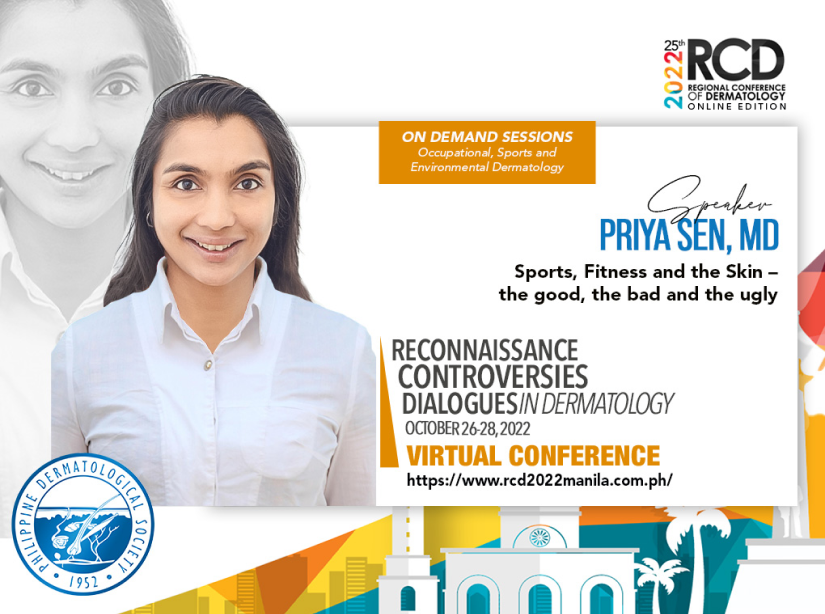 25th
2022
RCD
REGIONAL CONFERENCE
OF DERMATOLOGY
ONLINE EDITION
ON DEMAND SESSIONS
Occupational, Sports and
Environmental Dermatology
Speaker
PRIYA SEN, MD
Sports, Fitness and the Skin –
the good, the bad and the ugly
RECONNAISSANCE
CONTROVERSIES
DIALOGUES IN DERMATOLOGY
OCTOBER 26-28, 2022
VIRTUAL CONFERENCE
https://www.rcd2022manila.com.ph/
PHILIPPINE DERMATOLOGICAL SOCIETY
• 1952 •